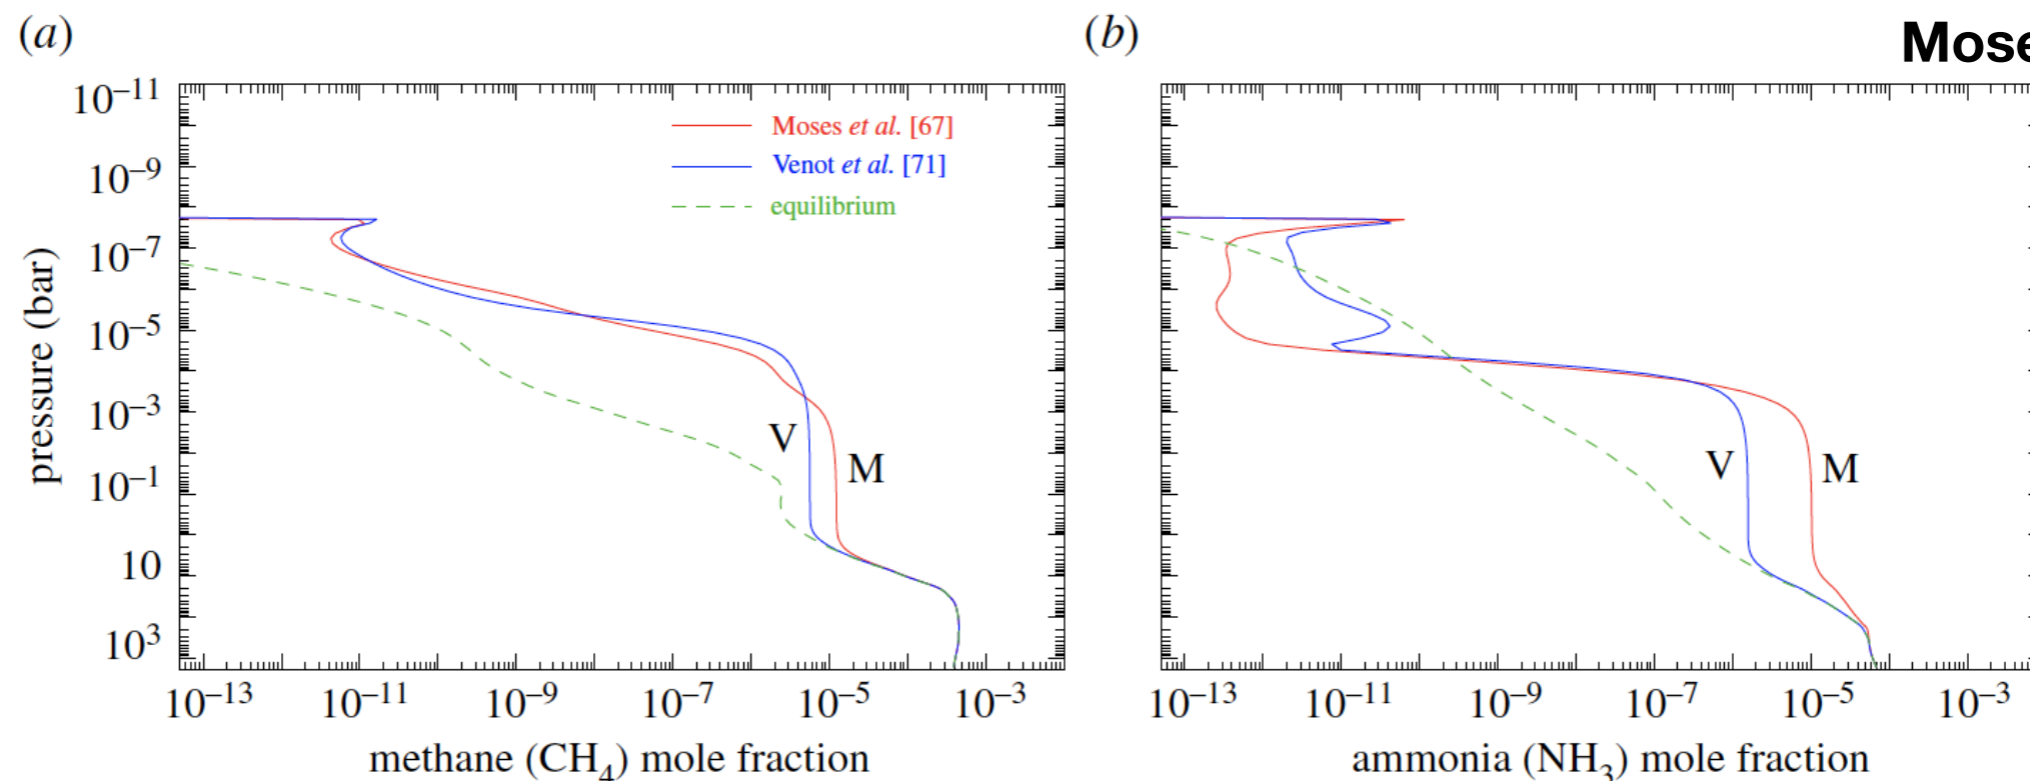 (a)
(b)
Mose
10⁻¹¹
10⁻⁹
10⁻⁷
10⁻⁵
10⁻³
10⁻¹
10
10³
pressure (bar)
Moses et al. [67]
Venot et al. [71]
equilibrium
V
M
10⁻¹³ 10⁻¹¹ 10⁻⁹ 10⁻⁷ 10⁻⁵ 10⁻³
methane (CH₄) mole fraction
V
M
10⁻¹³ 10⁻¹¹ 10⁻⁹ 10⁻⁷ 10⁻⁵ 10⁻³
ammonia (NH₃) mole fraction